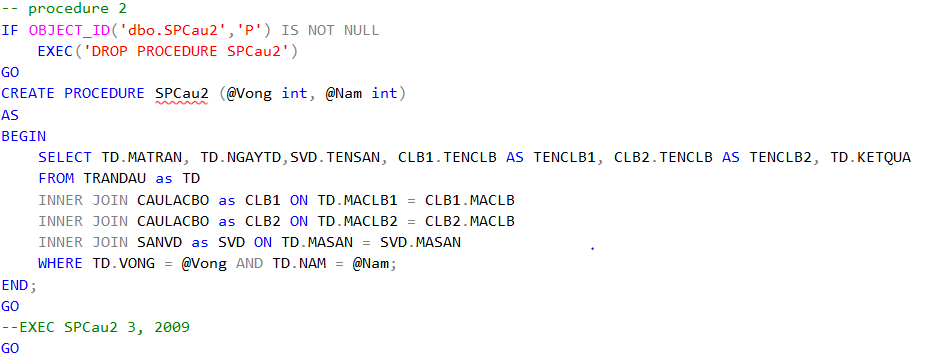 -- procedure 2
IF OBJECT_ID('dbo.SPCau2','P') IS NOT NULL
    EXEC('DROP PROCEDURE SPCau2')
GO
CREATE PROCEDURE SPCau2 (@Vong int, @Nam int)
AS
BEGIN
    SELECT TD.MATRAN, TD.NGAYTD,SVD.TENSAN, CLB1.TENCLB AS TENCLB1, CLB2.TENCLB AS TENCLB2, TD.KETQUA
    FROM TRANDAU as TD
    INNER JOIN CAULACBO as CLB1 ON TD.MACLB1 = CLB1.MACLB
    INNER JOIN CAULACBO as CLB2 ON TD.MACLB2 = CLB2.MACLB
    INNER JOIN SANVD as SVD ON TD.MASAN = SVD.MASAN
    WHERE TD.VONG = @Vong AND TD.NAM = @Nam;
END;
GO
--EXEC SPCau2 3, 2009
GO